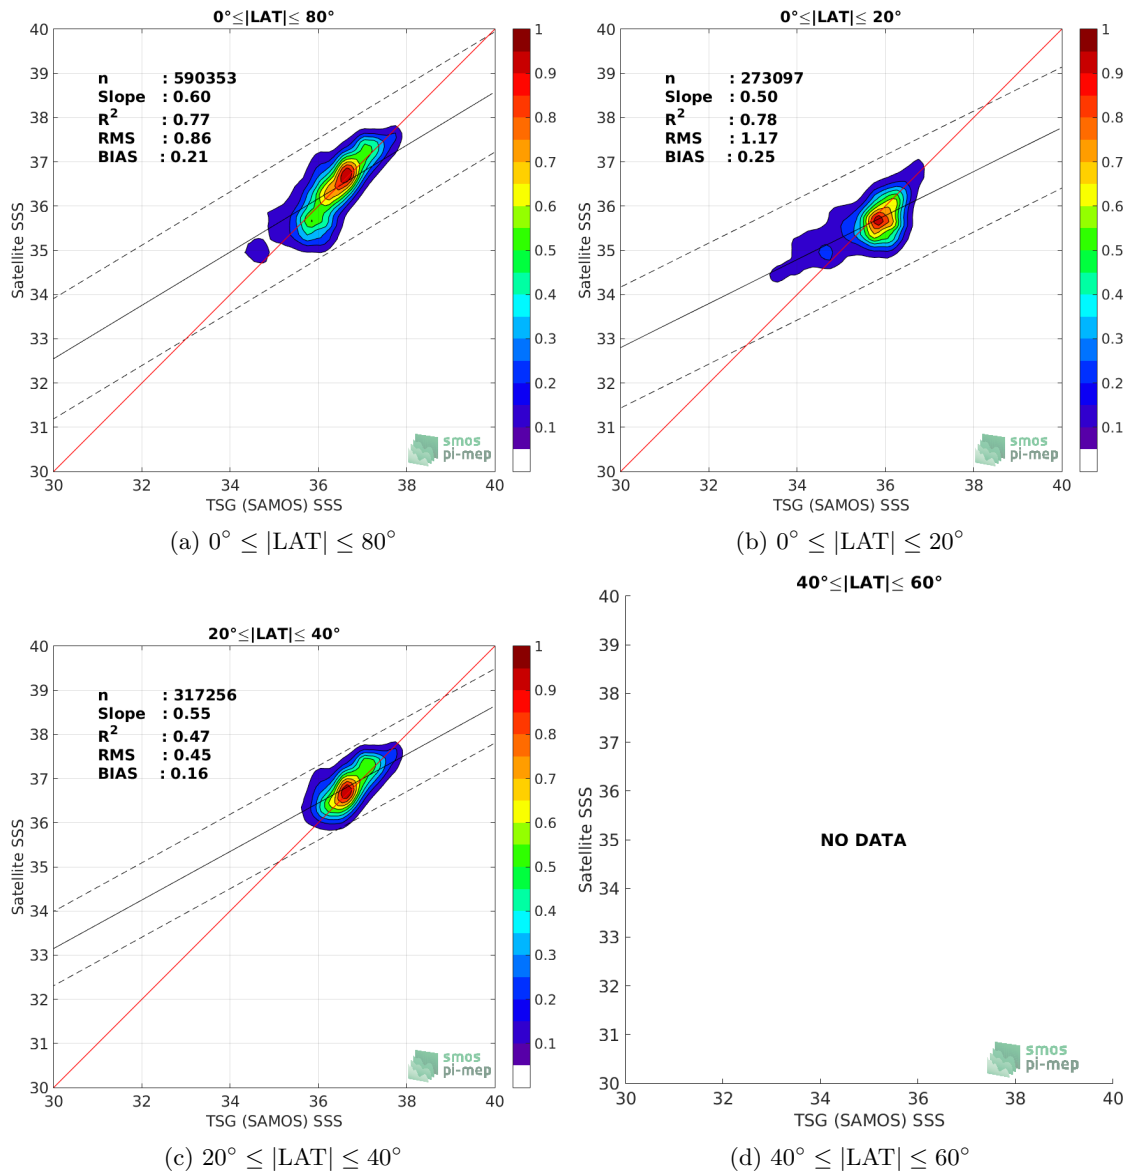 0°≤|LAT|≤ 80°
40
39
38
37
36
35
34
33
32
31
30
n : 590353
Slope : 0.60
R2 : 0.77
RMS : 0.86
BIAS : 0.21
Satellite SSS
smos
pi-mep
30 32 34 36 38 40
TSG (SAMOS) SSS
1
0.9
0.8
0.7
0.6
0.5
0.4
0.3
0.2
0.1
(a) 0° ≤ |LAT| ≤ 80°
0°≤|LAT|≤ 20°
40
39
38
37
36
35
34
33
32
31
30
n : 273097
Slope : 0.50
R2 : 0.78
RMS : 1.17
BIAS : 0.25
Satellite SSS
smos
pi-mep
30 32 34 36 38 40
TSG (SAMOS) SSS
1
0.9
0.8
0.7
0.6
0.5
0.4
0.3
0.2
0.1
(b) 0° ≤ |LAT| ≤ 20°
20°≤|LAT|≤ 40°
40
39
38
37
36
35
34
33
32
31
30
n : 317256
Slope : 0.55
R2 : 0.47
RMS : 0.45
BIAS : 0.16
Satellite SSS
smos
pi-mep
30 32 34 36 38 40
TSG (SAMOS) SSS
1
0.9
0.8
0.7
0.6
0.5
0.4
0.3
0.2
0.1
(c) 20° ≤ |LAT| ≤ 40°
40°≤|LAT|≤ 60°
40
39
38
37
36
35
34
33
32
31
30
NO DATA
Satellite SSS
smos
pi-mep
30 32 34 36 38 40
TSG (SAMOS) SSS
(d) 40° ≤ |LAT| ≤ 60°